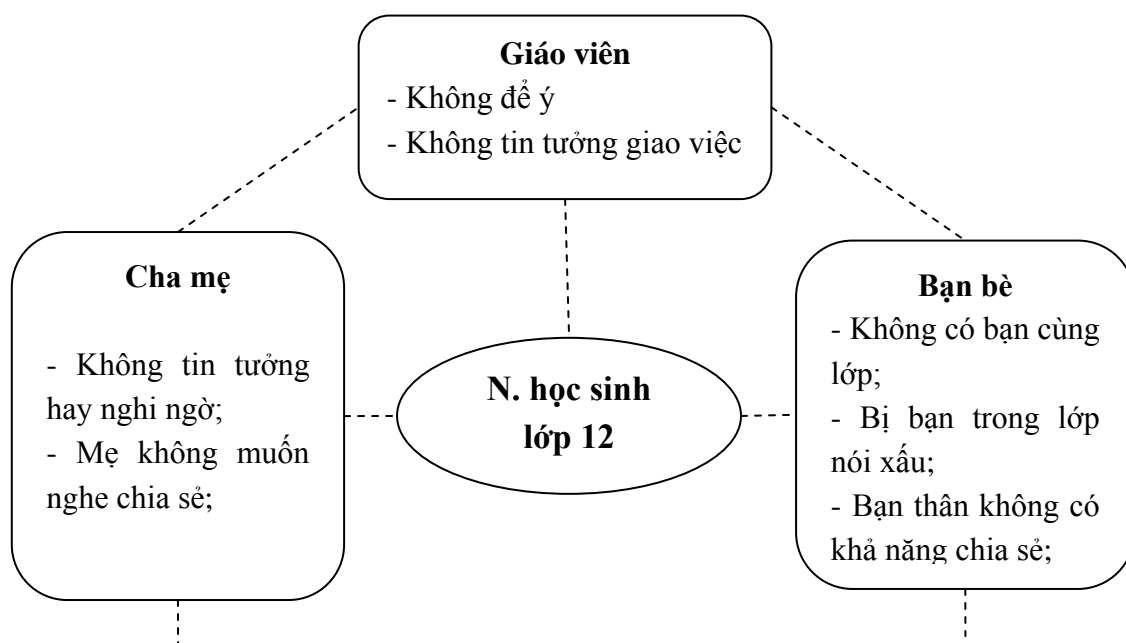 Giáo viên
- Không để ý
- Không tin tưởng giao việc
Cha mẹ
- Không tin tưởng
hay nghi ngờ;
- Mẹ không muốn
nghe chia sẻ;
N. học sinh
lớp 12
Bạn bè
- Không có bạn cùng
lớp;
- Bị bạn trong lớp
nói xấu;
- Bạn thân không có
khả năng chia sẻ;